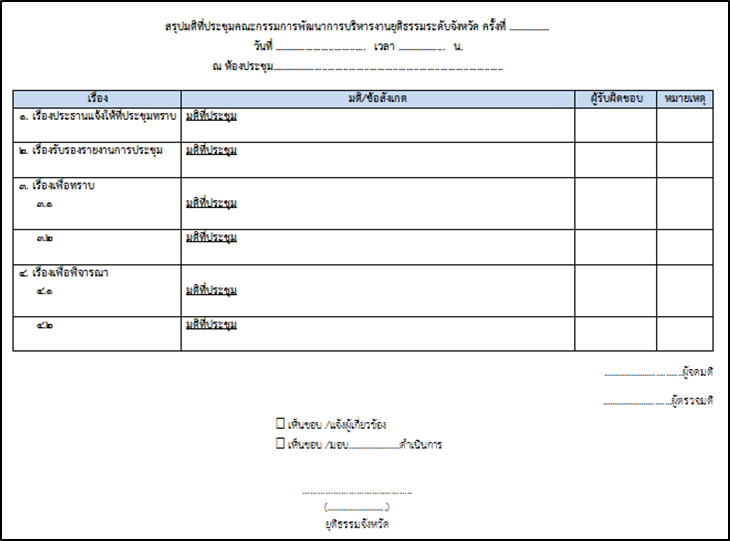 สรุปมติที่ประชุมคณะกรรมการพัฒนาการบริหารงานยุติธรรมระดับจังหวัด ครั้งที่ ..................
วันที่ ..................................... เวลา .................... น.
ณ ห้องประชุม....................................................................................................
เรื่อง มติ/ข้อสังเกต ผู้รับผิดชอบ หมายเหตุ
๑. เรื่องประธานแจ้งให้ที่ประชุมทราบ มติที่ประชุม
๒. เรื่องรับรองรายงานการประชุม มติที่ประชุม
๓. เรื่องเพื่อทราบ
๓.๑ มติที่ประชุม
๓.๒ มติที่ประชุม
๔. เรื่องเพื่อพิจารณา
๔.๑ มติที่ประชุม
๔.๒ มติที่ประชุม
...................................ผู้จดมติ
..............................ผู้ตรวจมติ
☐ เห็นชอบ /แจ้งผู้เกี่ยวข้อง
☐ เห็นชอบ /มอบ......................ดำเนินการ
..........................................
(..........................)
ยุติธรรมจังหวัด